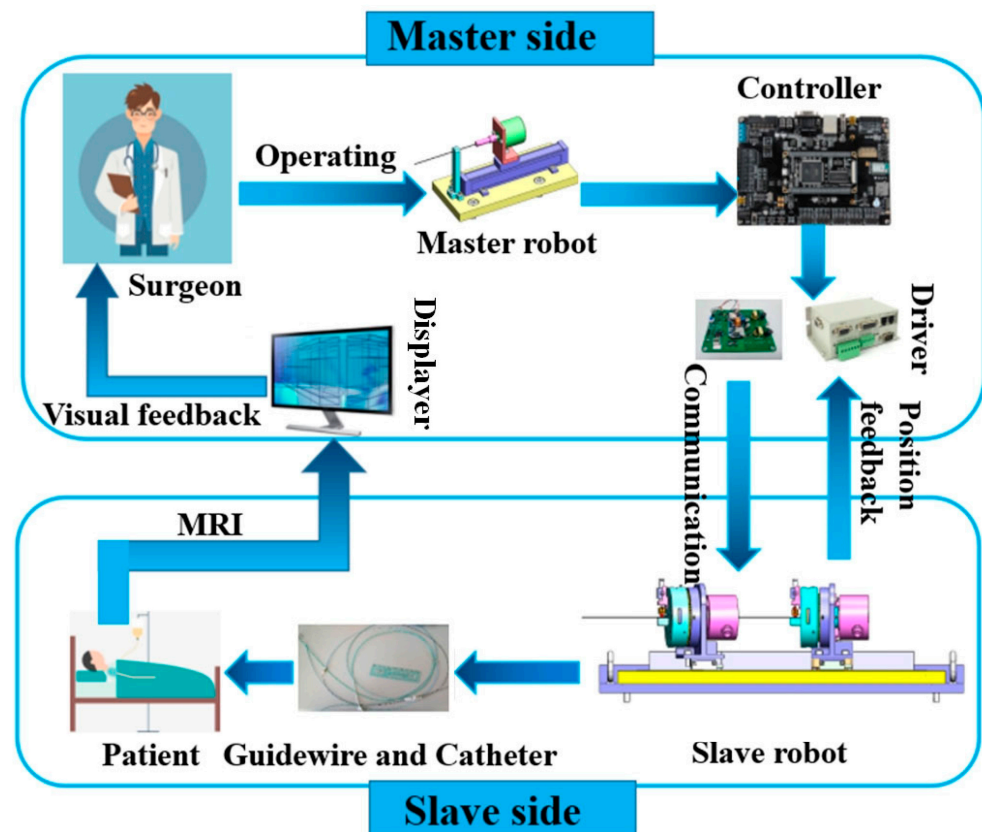 Master side
Controller
Operating
Master robot
Surgeon
Displayer
Driver
Visual feedback
Communication
Position
feedback
MRI
Patient
Guidewire and Catheter
Slave robot
Slave side